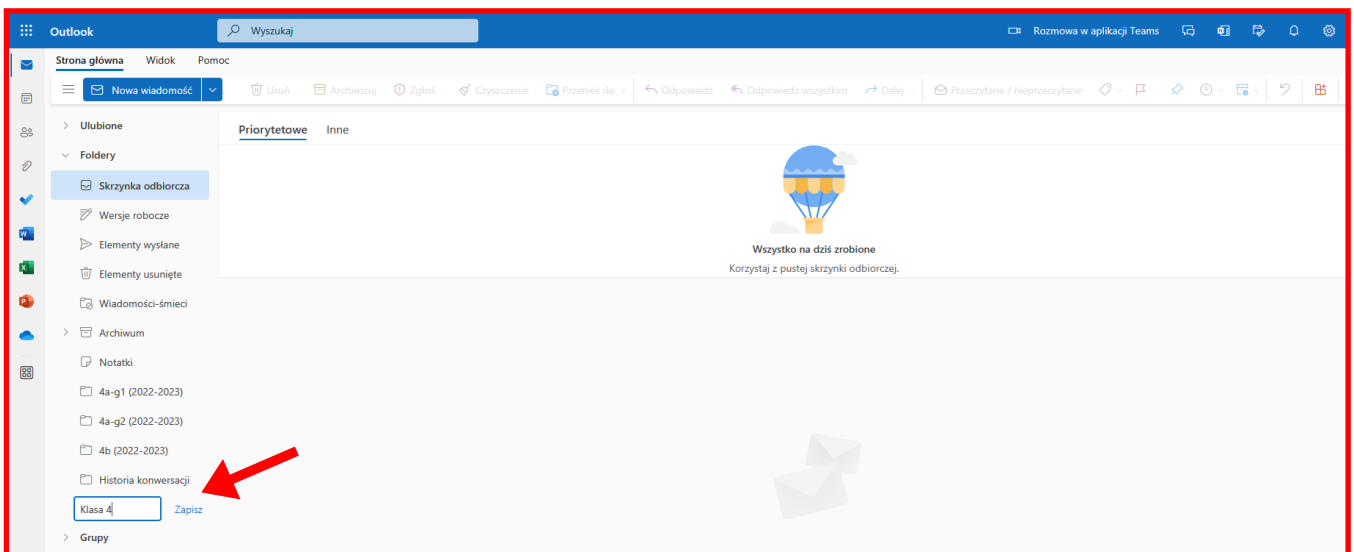 Outlook
Wyszukaj
Rozmowa w aplikacji Teams
Strona główna Widok Pomoc
Nowa wiadomość Usuń Archiwizuj Zgłoś Czyszczenie Przenieś do Odpowiedz Odpowiedz wszystkim Dalej Przeczytane / nieprzeczytane
Ulubione
Foldery
Skrzynka odbiorcza
Wersje robocze
Elementy wysłane
Elementy usunięte
Wiadomości-śmieci
Archiwum
Notatki
4a-g1 (2022-2023)
4a-g2 (2022-2023)
4b (2022-2023)
Historia konwersacji
Klasa 4 Zapisz
Grupy
Priorytetowe Inne
Wszystko na dziś zrobione
Korzystaj z pustej skrzynki odbiorczej.